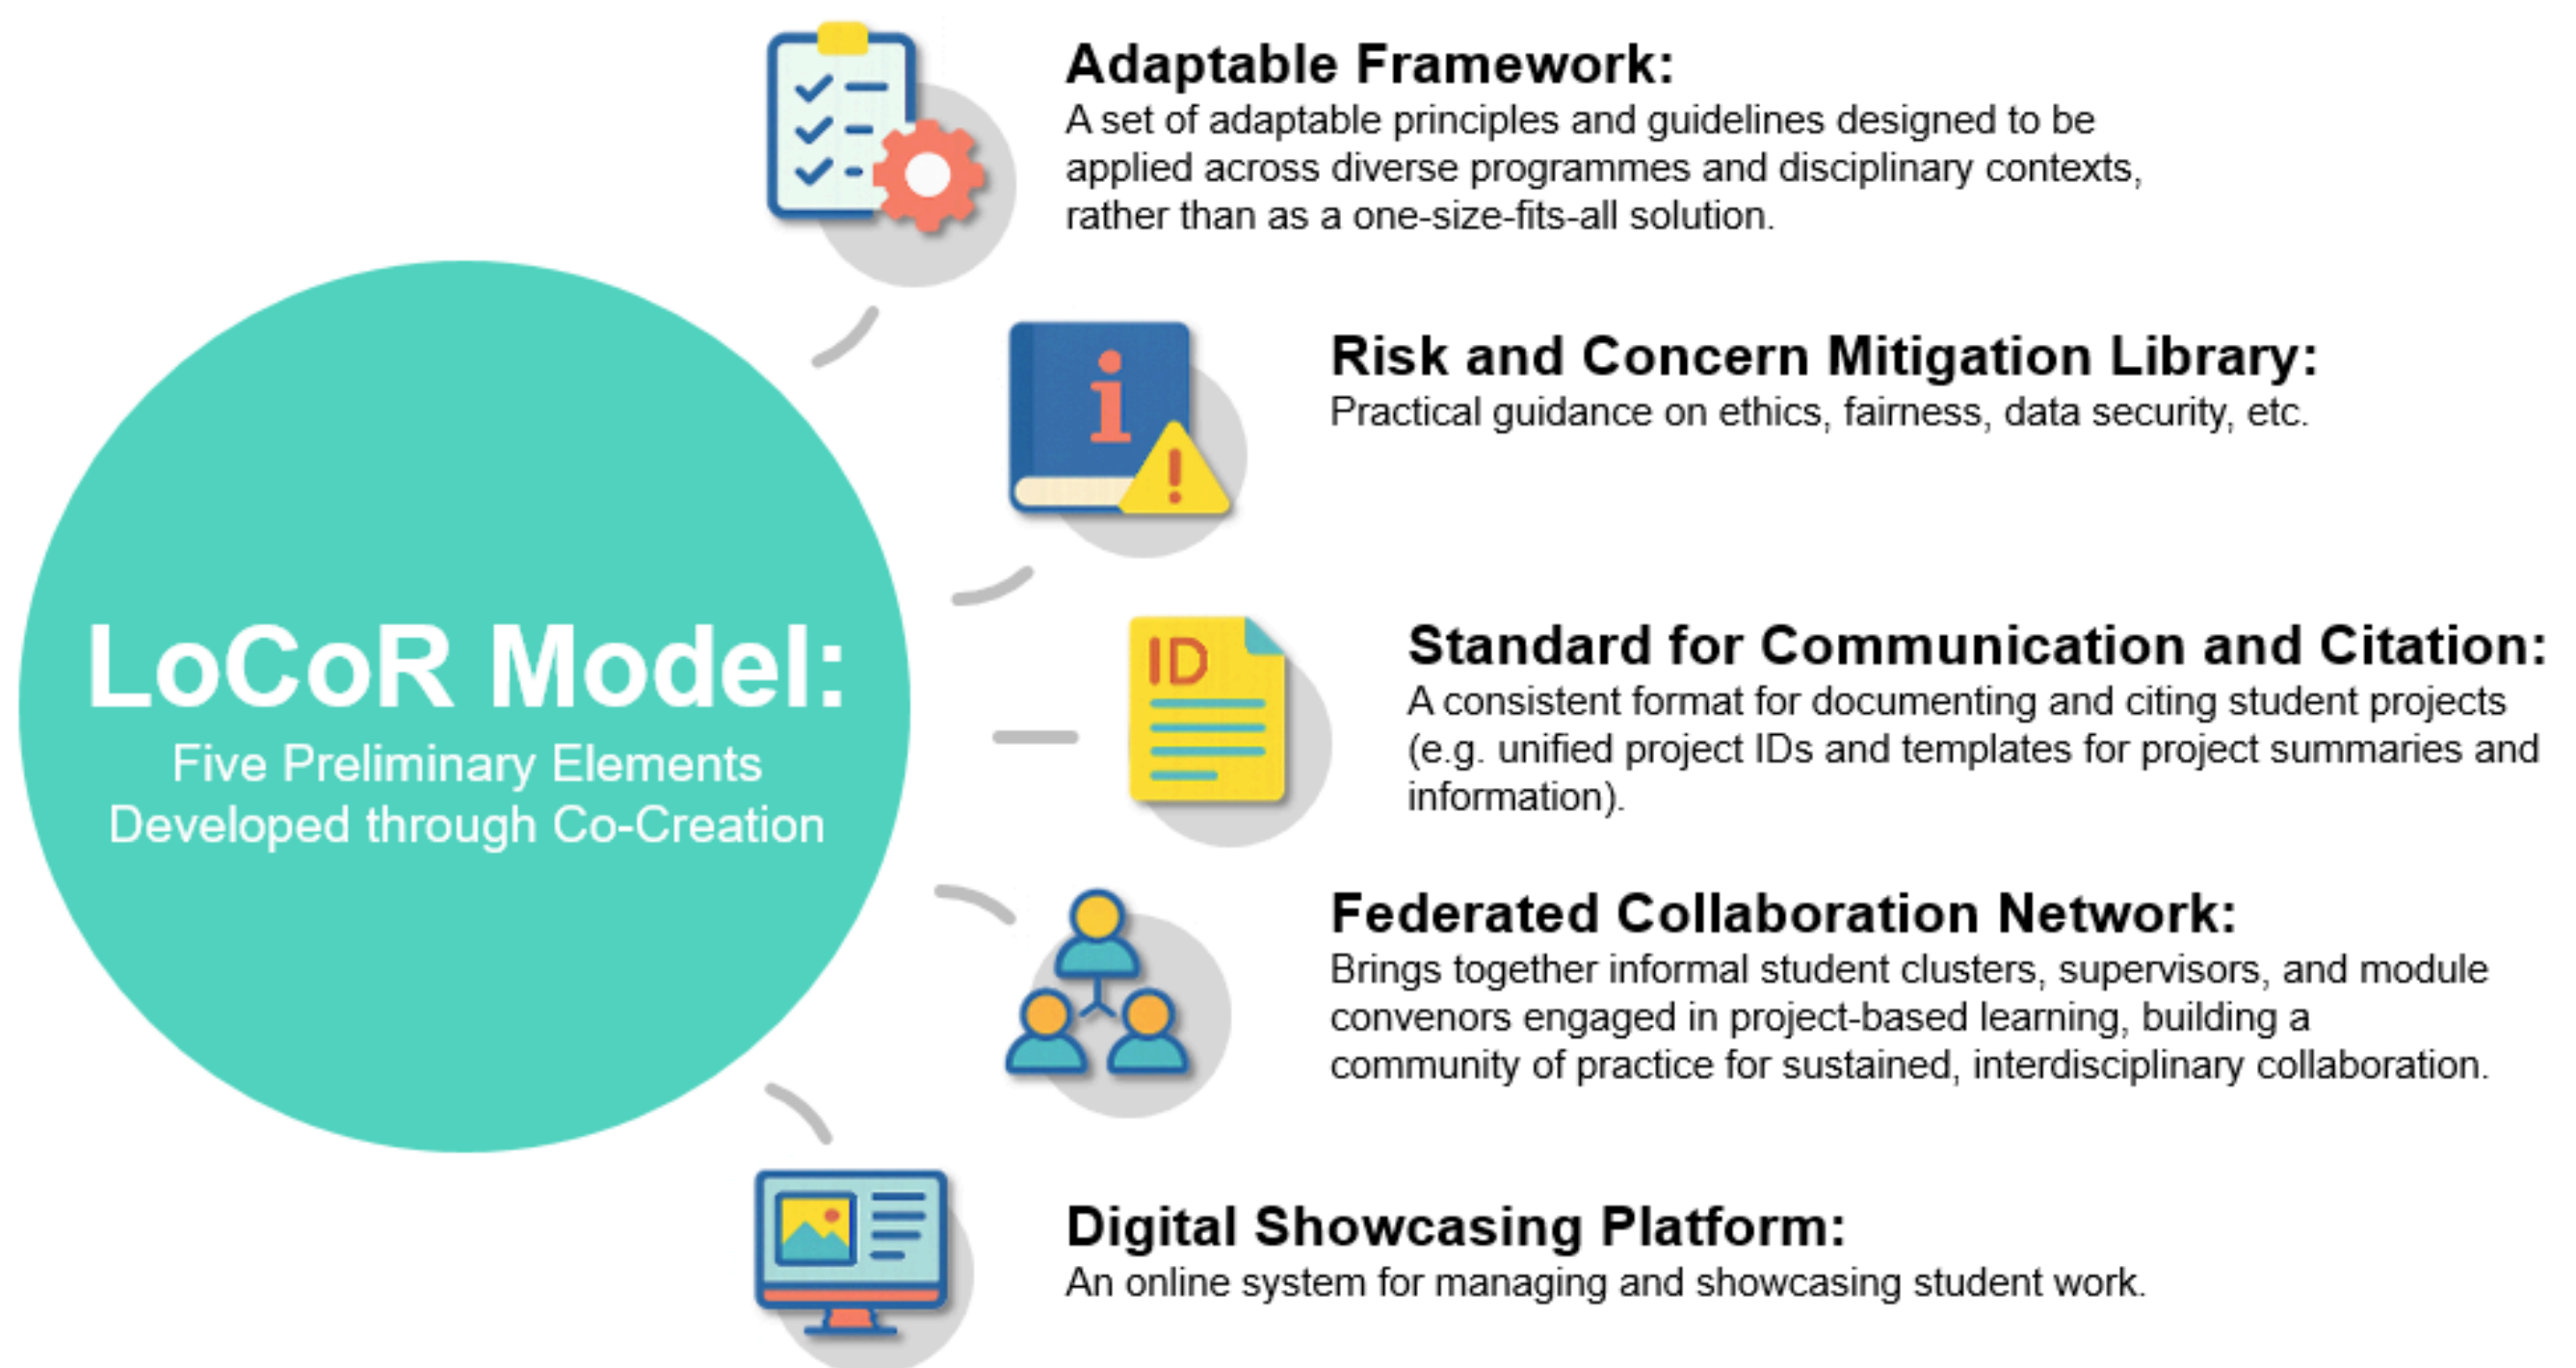 Adaptable Framework:
A set of adaptable principles and guidelines designed to be
applied across diverse programmes and disciplinary contexts,
rather than as a one-size-fits-all solution.
i
!
Risk and Concern Mitigation Library:
Practical guidance on ethics, fairness, data security, etc.
LoCoR Model:
Five Preliminary Elements
Developed through Co-Creation
ID
Standard for Communication and Citation:
A consistent format for documenting and citing student projects
(e.g. unified project IDs and templates for project summaries and
information).
Federated Collaboration Network:
Brings together informal student clusters, supervisors, and module
convenors engaged in project-based learning, building a
community of practice for sustained, interdisciplinary collaboration.
Digital Showcasing Platform:
An online system for managing and showcasing student work.